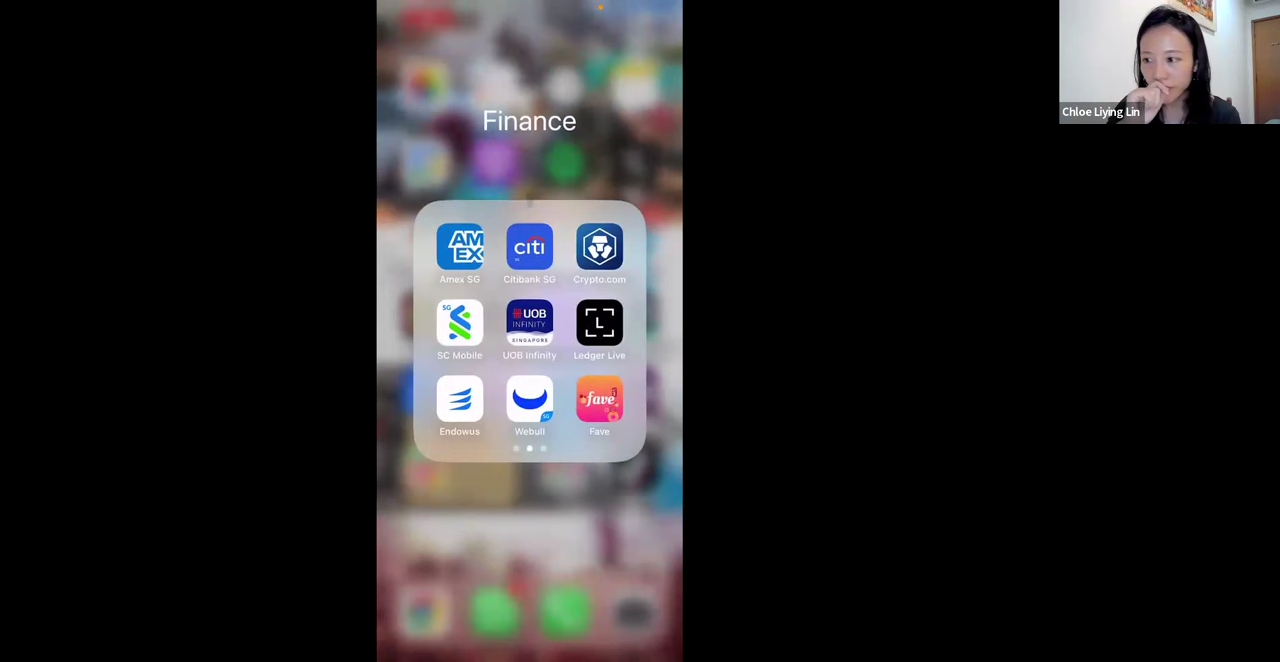 Finance
AM
EX
citi
Amex SG
Citibank SG
Crypto.com
SG
UOB
INFINITY
SINGAPORE
L
SC Mobile
UOB Infinity
Ledger Live
SG
fave
Endowus
Webull
Fave
Chloe Liying Lin